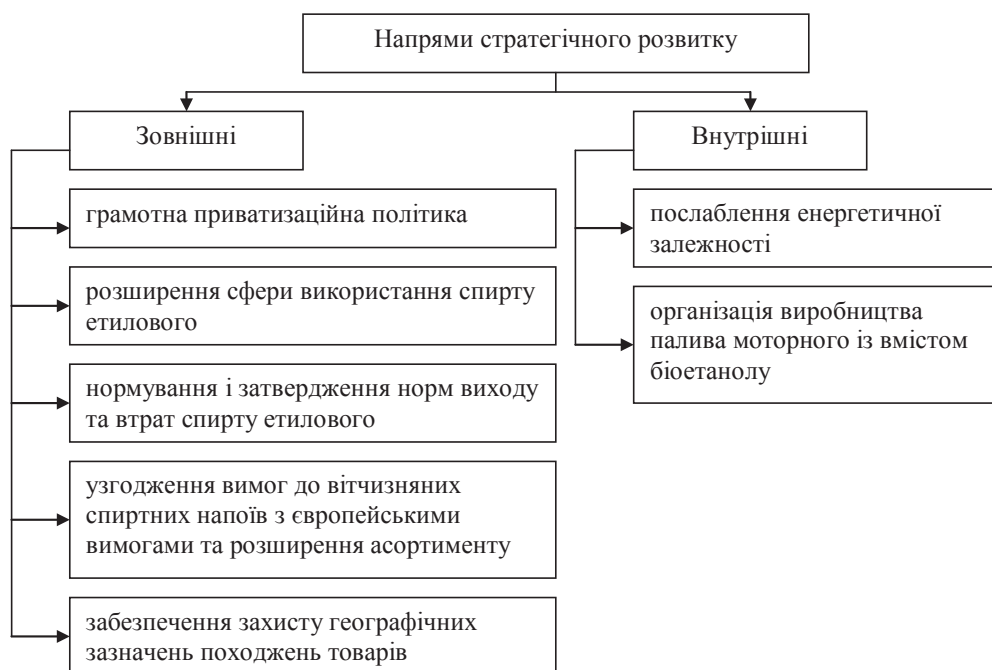 Напрями стратегічного розвитку
Зовнішні
грамотна приватизаційна політика
розширення сфери використання спирту
етилового
нормування і затвердження норм виходу
та втрат спирту етилового
узгодження вимог до вітчизняних
спиртних напоїв з європейськими
вимогами та розширення асортименту
забезпечення захисту географічних
зазначень походжень товарів
Внутрішні
послаблення енергетичної
залежності
організація виробництва
палива моторного із вмістом
біоетанолу